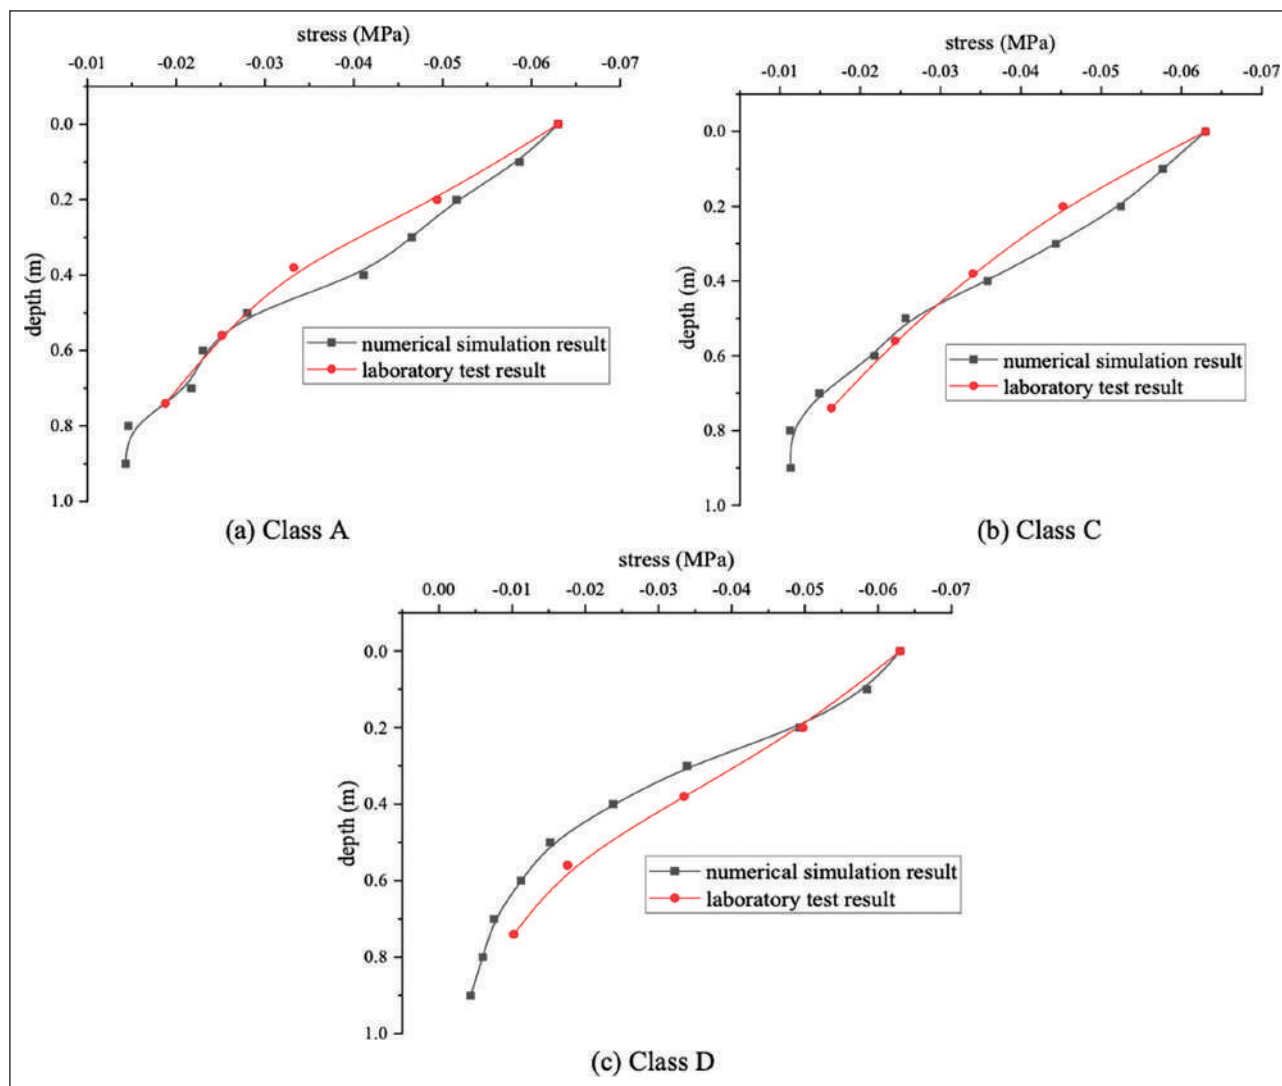 stress (MPa)
-0.01 -0.02 -0.03 -0.04 -0.05 -0.06 -0.07
0.0
0.2
0.4
0.6
0.8
1.0
depth (m)
numerical simulation result
laboratory test result
(a) Class A
stress (MPa)
-0.01 -0.02 -0.03 -0.04 -0.05 -0.06 -0.07
0.0
0.2
0.4
0.6
0.8
1.0
depth (m)
numerical simulation result
laboratory test result
(b) Class C
stress (MPa)
0.00 -0.01 -0.02 -0.03 -0.04 -0.05 -0.06 -0.07
0.0
0.2
0.4
0.6
0.8
1.0
depth (m)
numerical simulation result
laboratory test result
(c) Class D